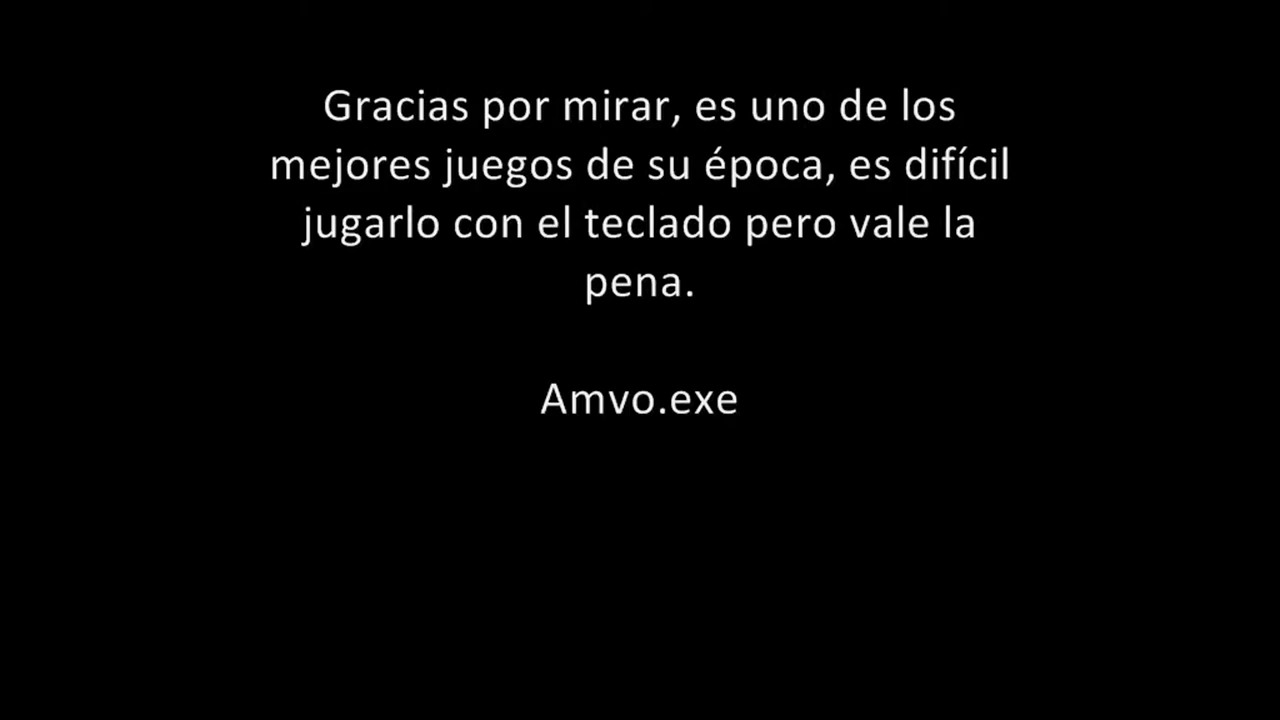 Gracias por mirar, es uno de los
mejores juegos de su época, es difícil
jugarlo con el teclado pero vale la
pena.
Amvo.exe